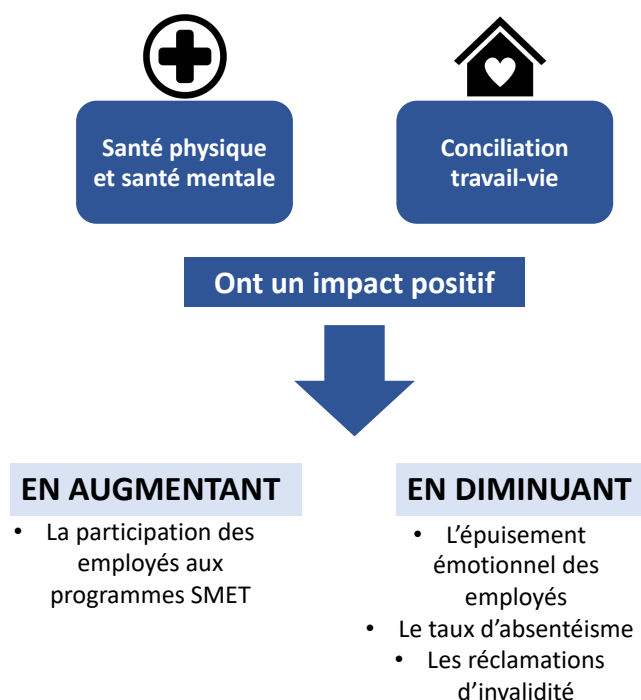 Santé physique
et santé mentale
Conciliation
travail-vie
Ont un impact positif
EN AUGMENTANT
• La participation des
employés aux
programmes SMET
EN DIMINUANT
• L’épuisement
émotionnel des
employés
• Le taux d’absentéisme
• Les réclamations
d’invalidité